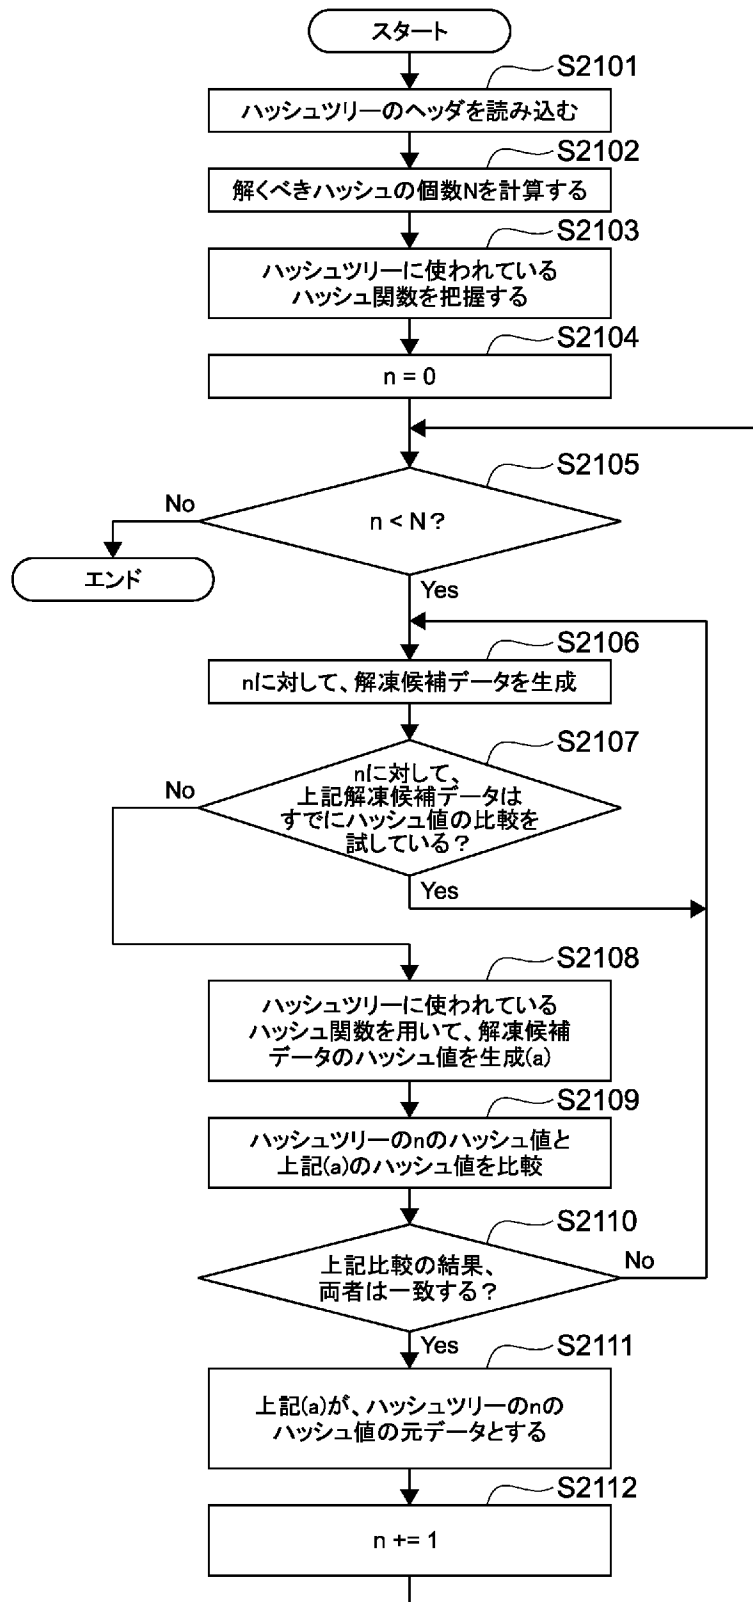 スタート
S2101
ハッシュツリーのヘッダを読み込む
S2102
解くべきハッシュの個数Nを計算する
S2103
ハッシュツリーに使われている
ハッシュ関数を把握する
S2104
n = 0
S2105
n < N?
No
エンド
Yes
S2106
nに対して、解凍候補データを生成
S2107
nに対して、
上記解凍候補データは
すでにハッシュ値の比較を
試している?
No
Yes
S2108
ハッシュツリーに使われている
ハッシュ関数を用いて、解凍候補
データのハッシュ値を生成(a)
S2109
ハッシュツリーのnのハッシュ値と
上記(a)のハッシュ値を比較
S2110
上記比較の結果、
両者は一致する?
No
Yes
S2111
上記(a)が、ハッシュツリーのnの
ハッシュ値の元データとする
S2112
n += 1